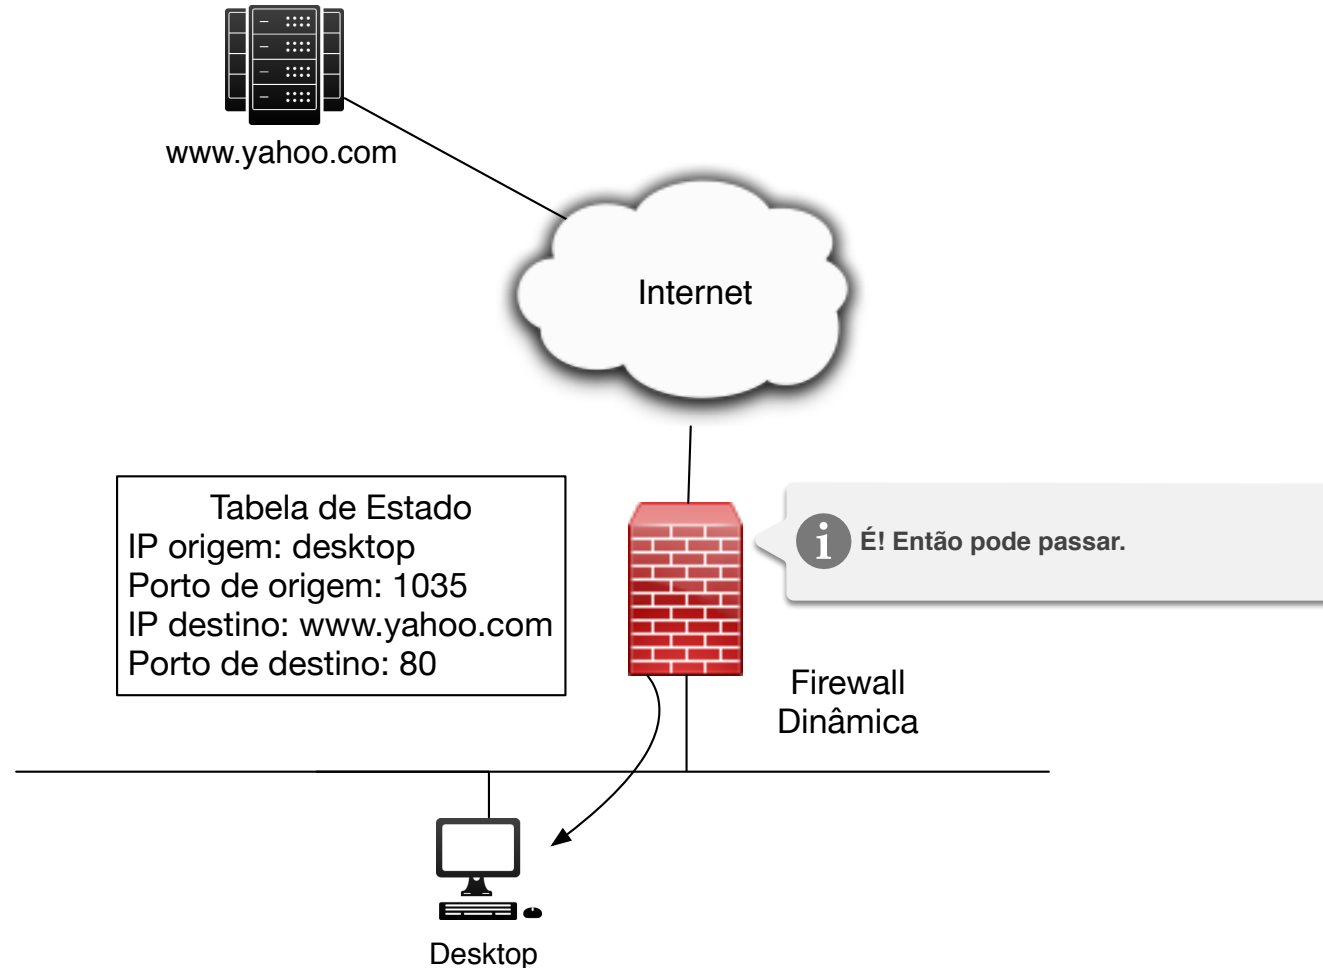 www.yahoo.com
Internet
Tabela de Estado
IP origem: desktop
Porto de origem: 1035
IP destino: www.yahoo.com
Porto de destino: 80
É! Então pode passar.
Firewall
Dinâmica
Desktop